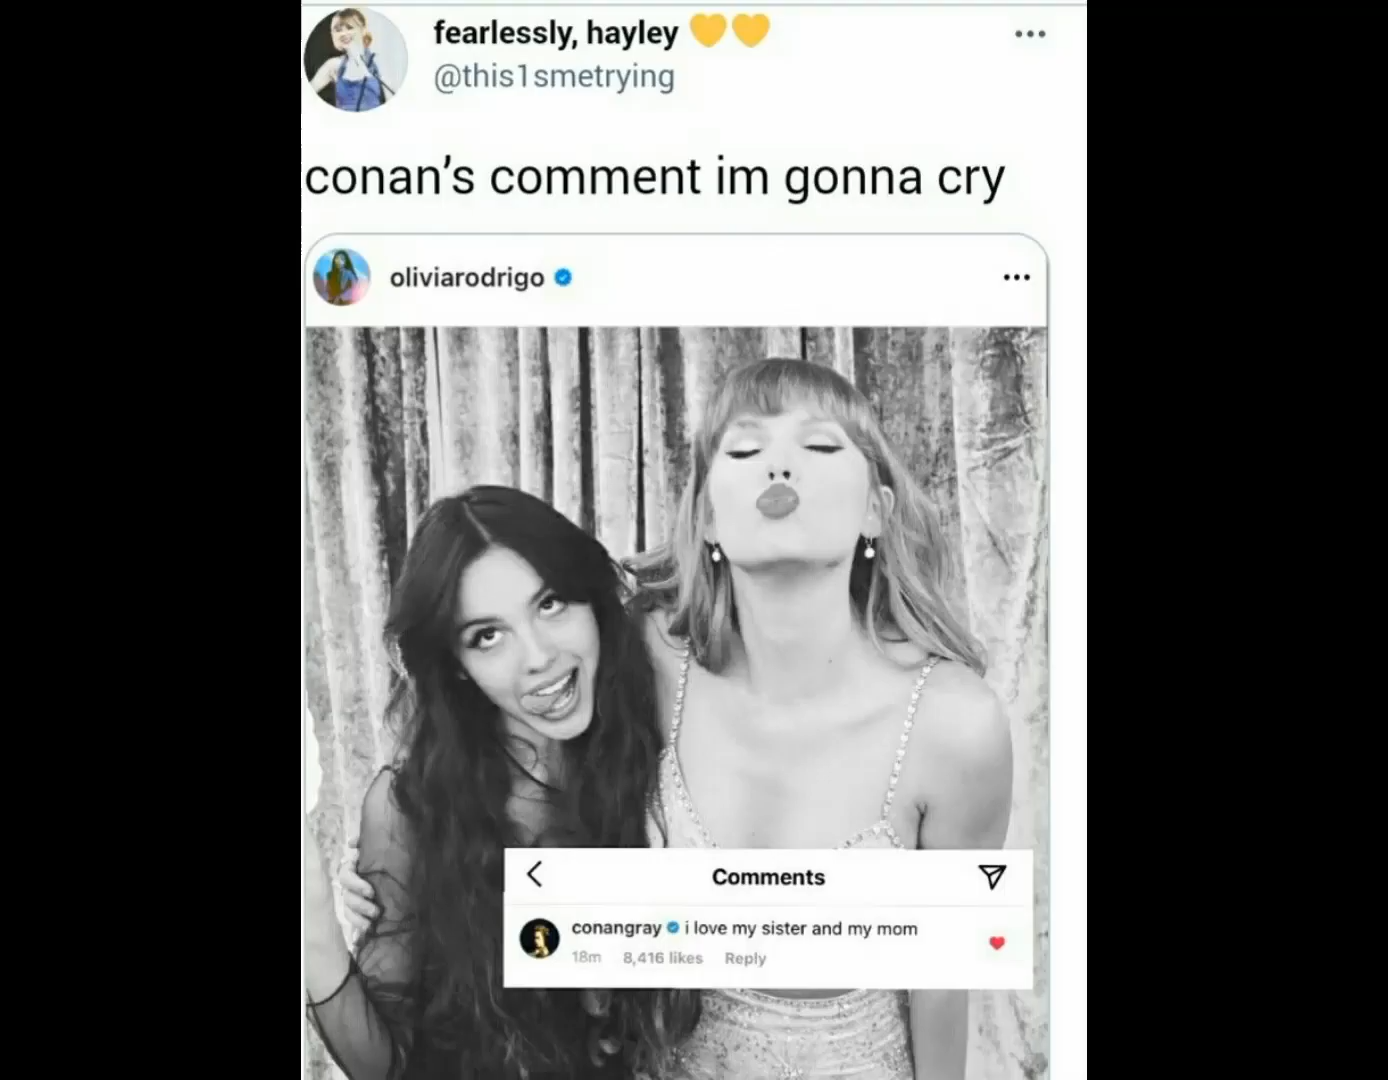 fearlessly, hayley 💛💛
@this1smetrying
conan's comment im gonna cry
oliviarodrigo
Comments
conangray i love my sister and my mom
18m 8,416 likes Reply